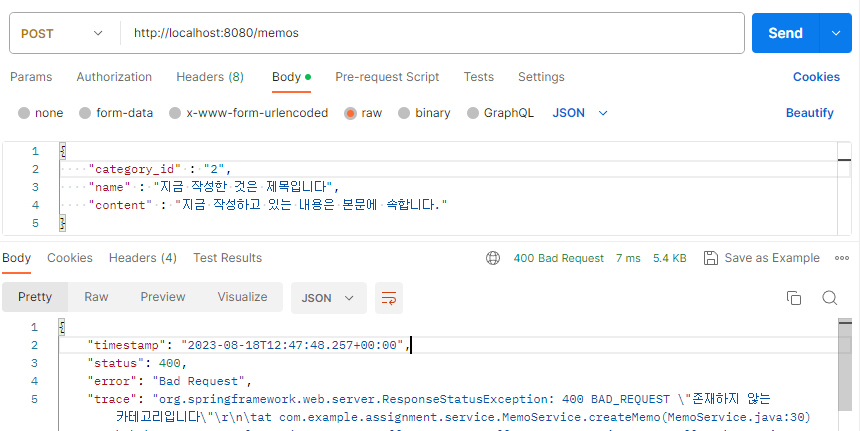 POST http://localhost:8080/memos Send
Params Authorization Headers (8) Body Pre-request Script Tests Settings Cookies
none form-data x-www-form-urlencoded raw binary GraphQL JSON Beautify
1 {
2 "category_id" : "2",
3 "name" : "지금 작성한 것은 제목입니다",
4 "content" : "지금 작성하고 있는 내용은 본문에 속합니다."
5 }
Body Cookies Headers (4) Test Results 400 Bad Request 7 ms 5.4 KB Save as Example
Pretty Raw Preview Visualize JSON
1 {
2 "timestamp": "2023-08-18T12:47:48.257+00:00",
3 "status": 400,
4 "error": "Bad Request",
5 "trace": "org.springframework.web.server.ResponseStatusException: 400 BAD_REQUEST \"존재하지 않는
카테고리입니다\"\r\n\tat com.example.assignment.service.MemoService.createMemo(MemoService.java:30)